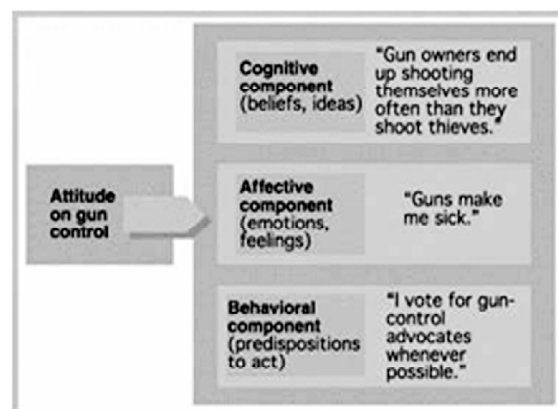 Attitude
on gun
control
Cognitive
component
(beliefs, ideas)
“Gun owners end
up shooting
themselves more
often than they
shoot thieves.”
Affective
component
(emotions,
feelings)
“Guns make
me sick.”
Behavioral
component
(predispositions
to act)
“I vote for gun-
control
advocates
whenever
possible.”